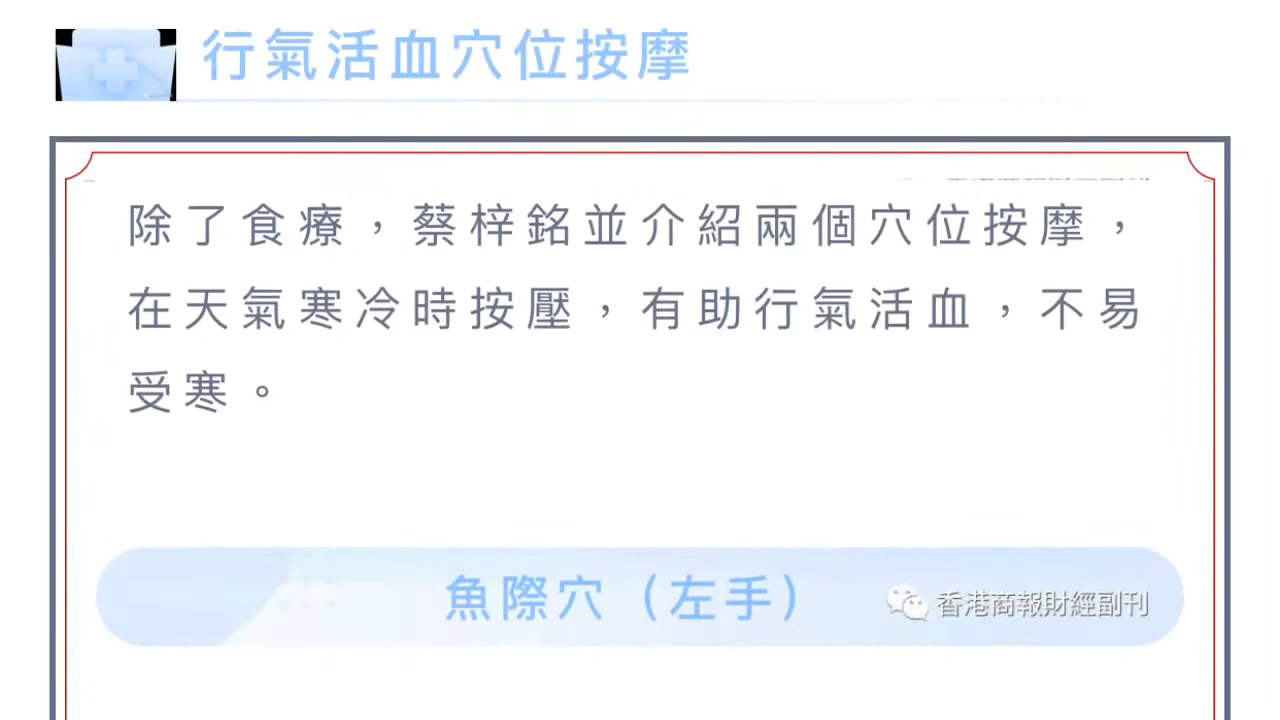 行氣活血穴位按摩
除了食療，蔡梓銘並介紹兩個穴位按摩，
在天氣寒冷時按壓，有助行氣活血，不易
受寒。
魚際穴（左手）
香港商報財經副刊